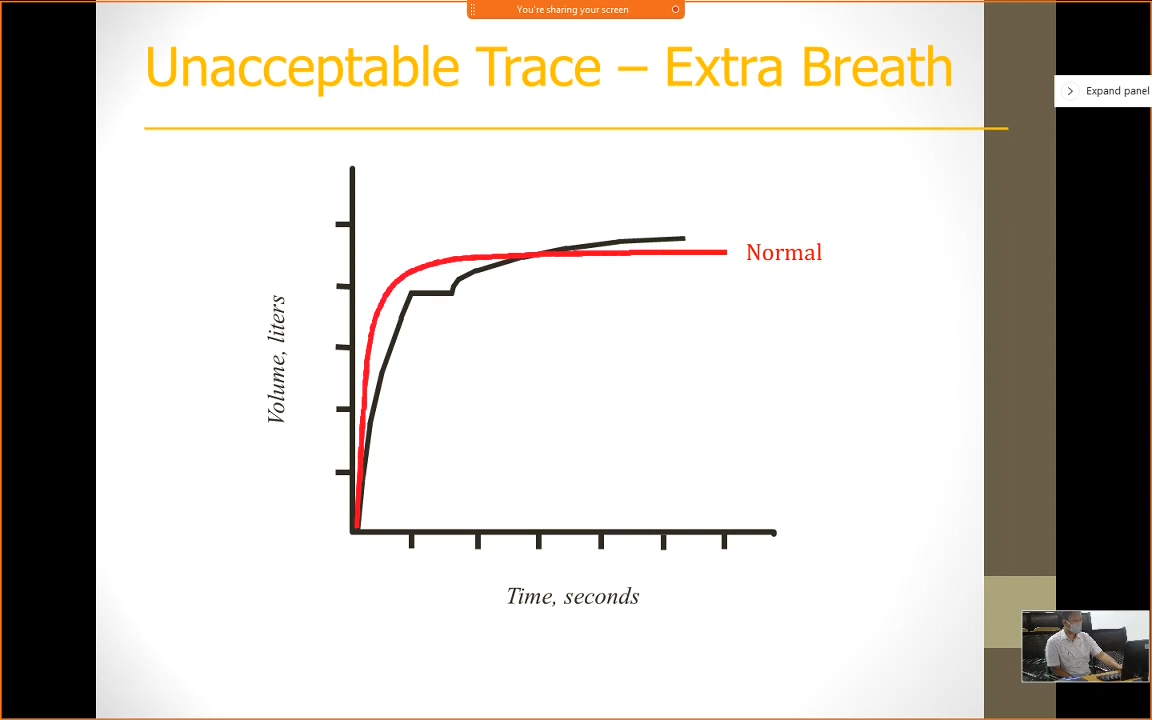 You're sharing your screen
Unacceptable Trace – Extra Breath
Expand panel
Normal
Volume, liters
Time, seconds